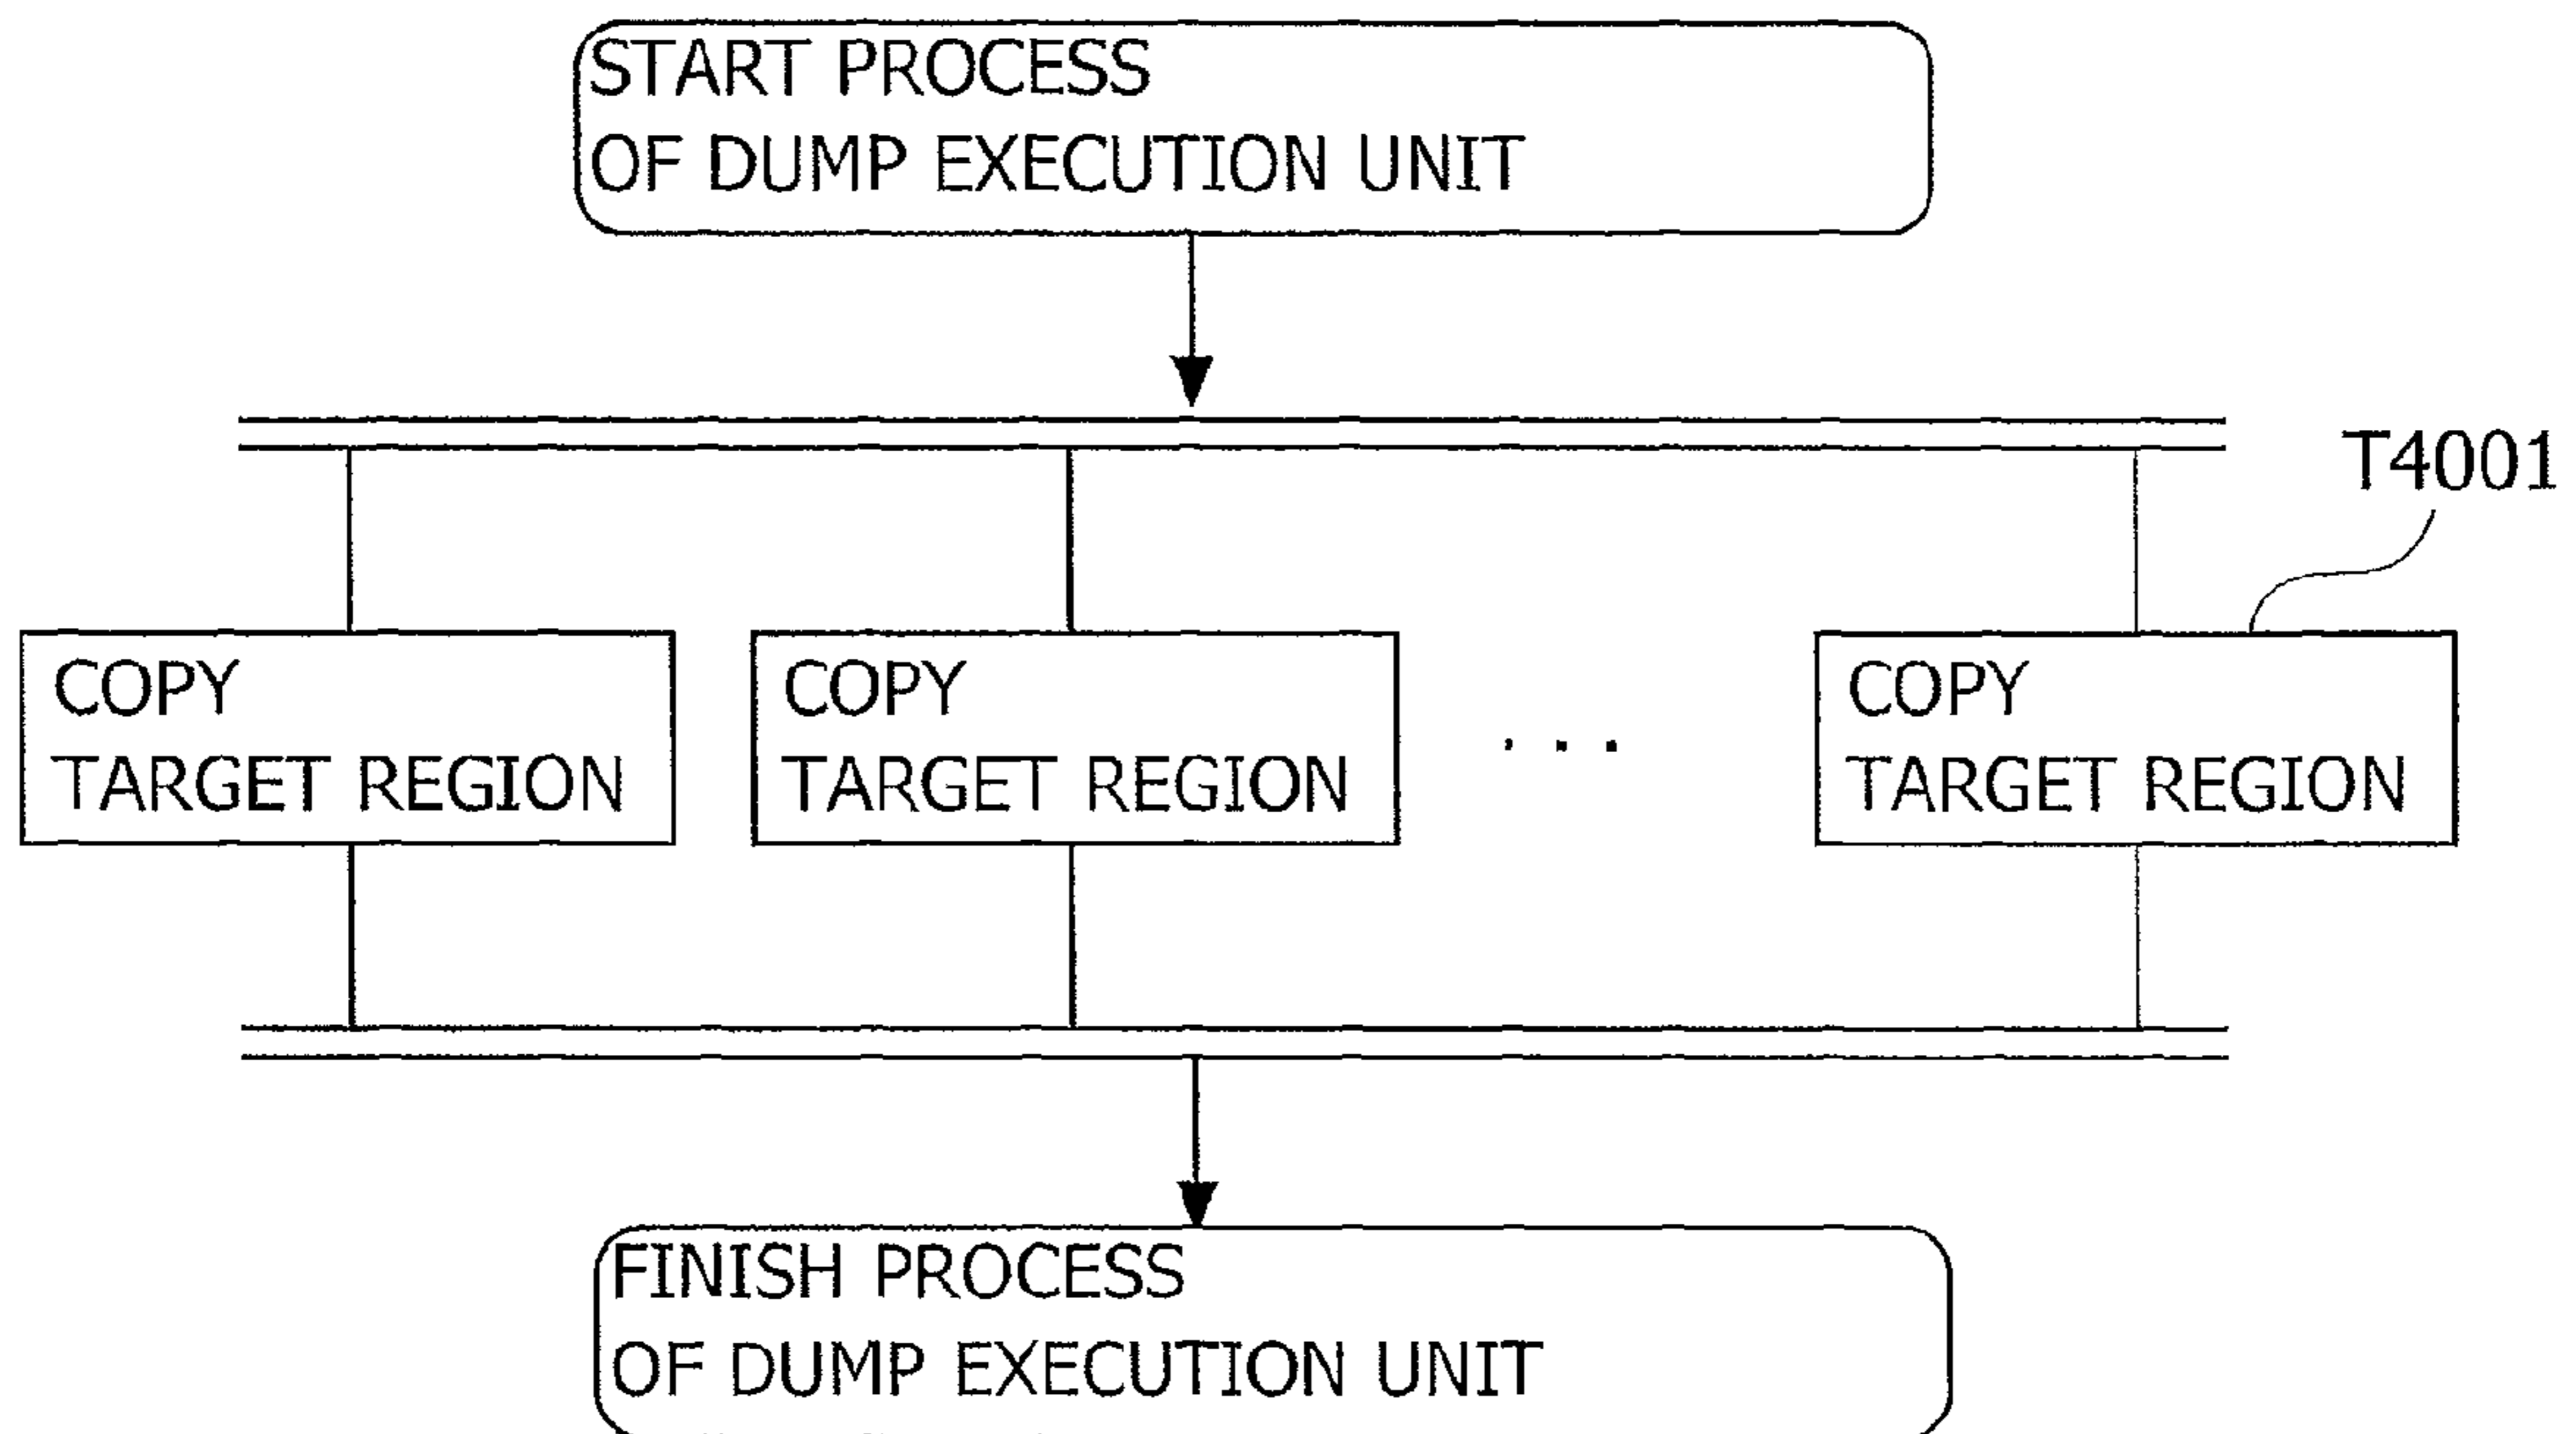 START PROCESS
OF DUMP EXECUTION UNIT
T4001
COPY
TARGET REGION
COPY
TARGET REGION
. . .
COPY
TARGET REGION
FINISH PROCESS
OF DUMP EXECUTION UNIT